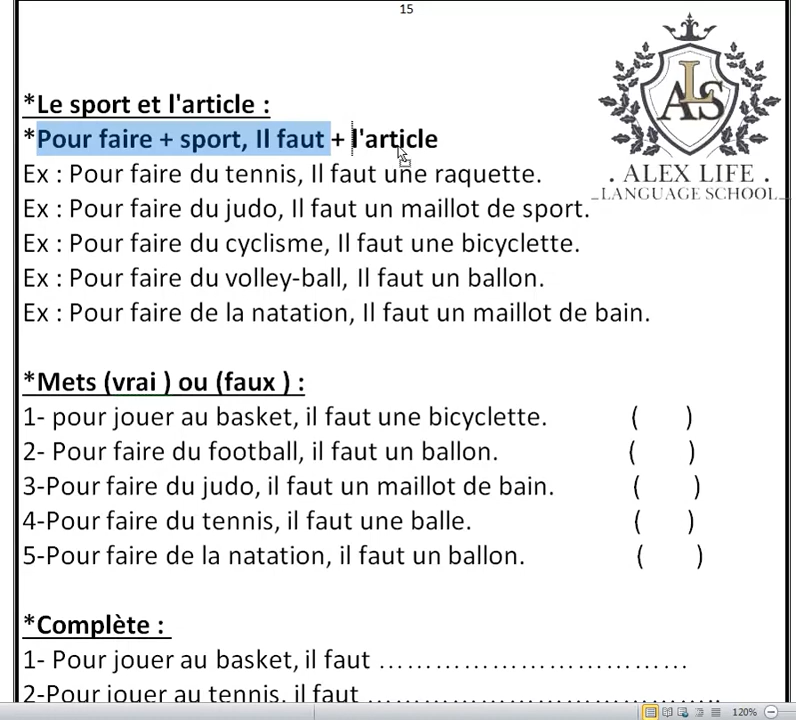 15
ALS
. ALEX LIFE .
LANGUAGE SCHOOL
*Le sport et l'article :
*Pour faire + sport, Il faut + l'article
Ex : Pour faire du tennis, Il faut une raquette.
Ex : Pour faire du judo, Il faut un maillot de sport.
Ex : Pour faire du cyclisme, Il faut une bicyclette.
Ex : Pour faire du volley-ball, Il faut un ballon.
Ex : Pour faire de la natation, Il faut un maillot de bain.
*Mets (vrai ) ou (faux ) :
1- pour jouer au basket, il faut une bicyclette. ( )
2- Pour faire du football, il faut un ballon. ( )
3-Pour faire du judo, il faut un maillot de bain. ( )
4-Pour faire du tennis, il faut une balle. ( )
5-Pour faire de la natation, il faut un ballon. ( )
*Complète :
1- Pour jouer au basket, il faut ……………………………
2-Pour jouer au tennis, il faut ………………………………..
120%